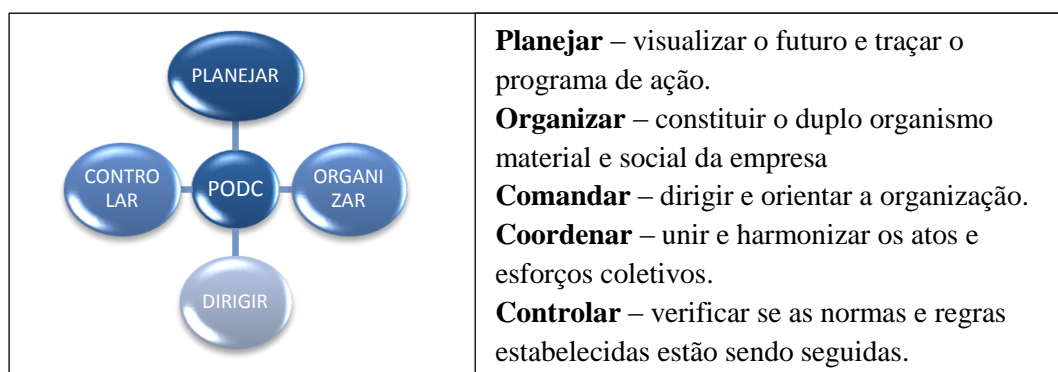 PLANEJAR
CONTRO
LAR
PODC
ORGANI
ZAR
DIRIGIR
Planejar – visualizar o futuro e traçar o
programa de ação.
Organizar – constituir o duplo organismo
material e social da empresa
Comandar – dirigir e orientar a organização.
Coordenar – unir e harmonizar os atos e
esforços coletivos.
Controlar – verificar se as normas e regras
estabelecidas estão sendo seguidas.